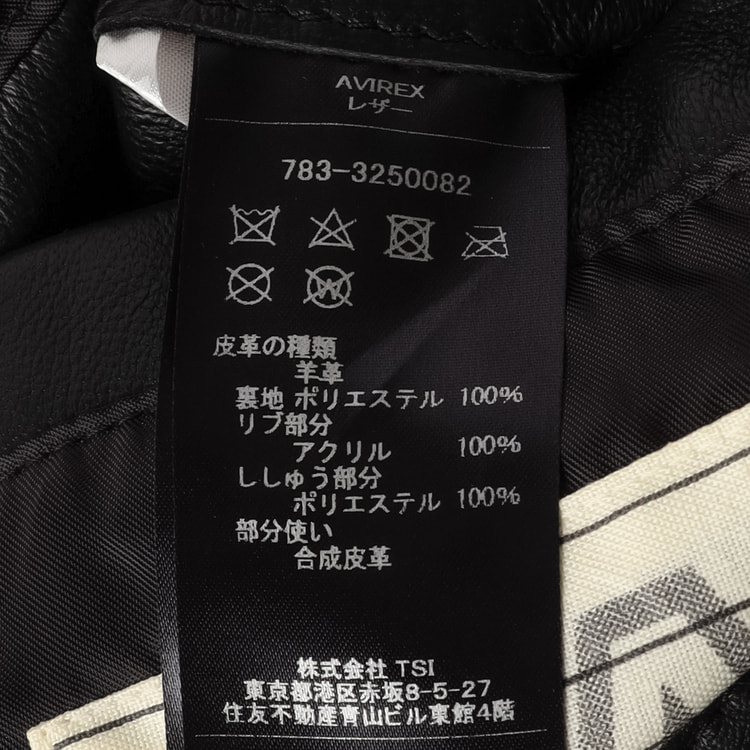 AVIREX
レザー
783-3250082
皮革の種類
羊革
裏地 ポリエステル 100%
リブ部分
アクリル 100%
ししゅう部分
ポリエステル 100%
部分使い
合成皮革
株式会社 TSI
東京都港区赤坂8-5-27
住友不動産青山ビル東館4階